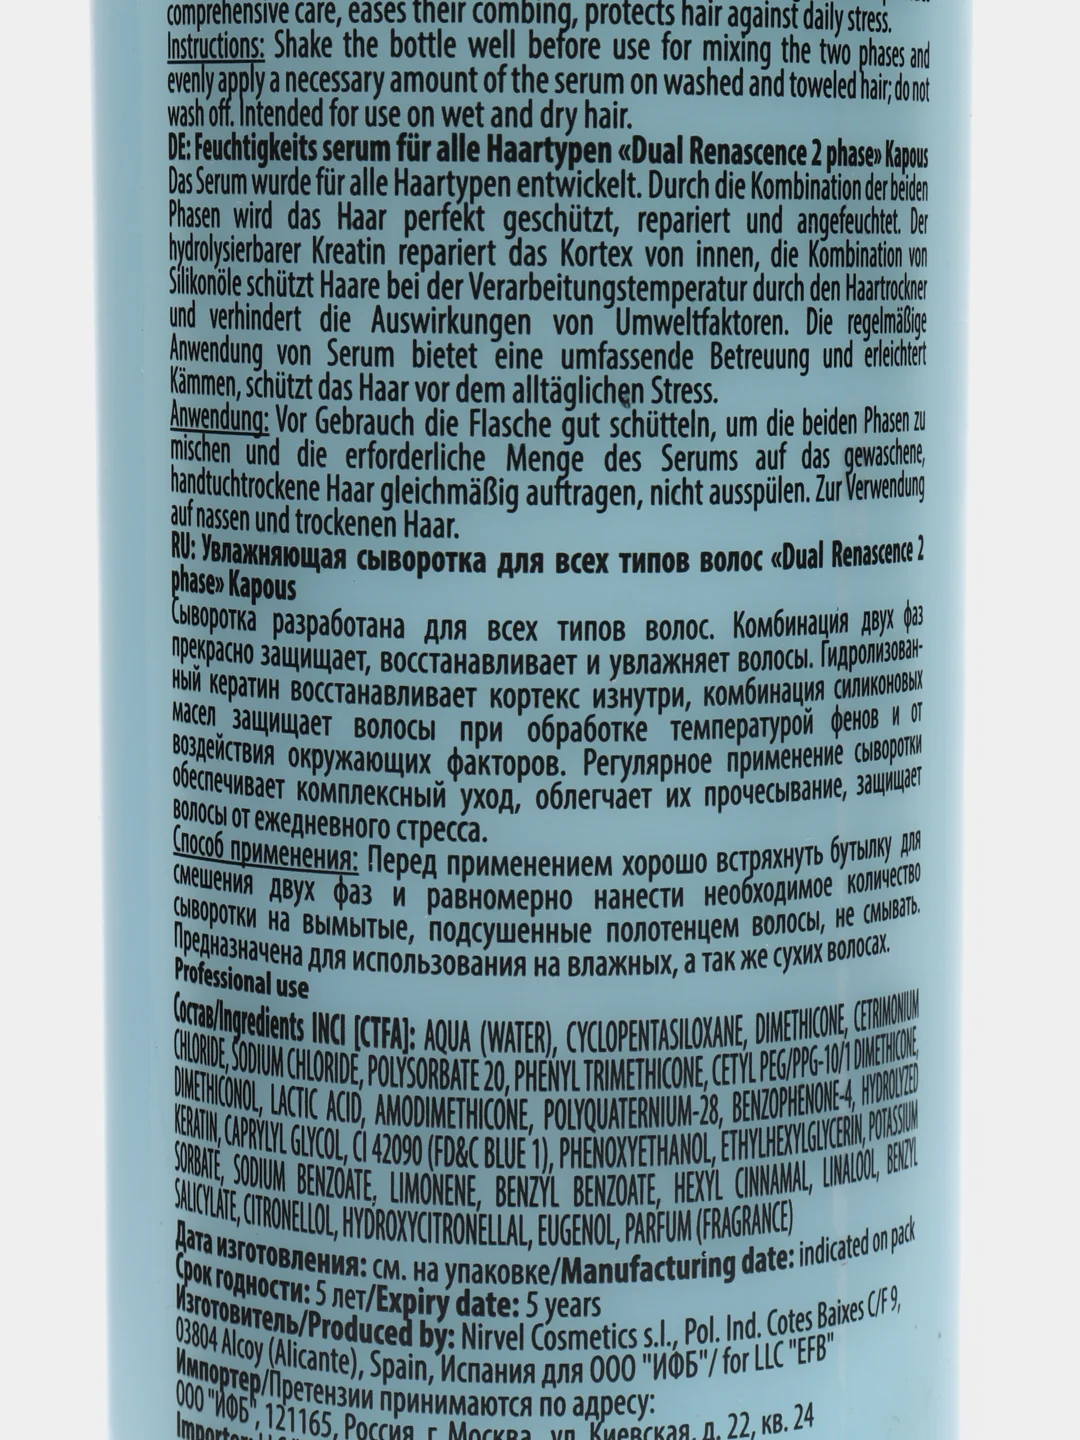 comprehensive care, eases their combing, protects hair against daily stress.
Instructions: Shake the bottle well before use for mixing the two phases and
evenly apply a necessary amount of the serum on washed and toweled hair; do not
wash off. Intended for use on wet and dry hair.
DE: Feuchtigkeits serum für alle Haartypen «Dual Renascence 2 phase» Kapous
Das Serum wurde für alle Haartypen entwickelt. Durch die Kombination der beiden
Phasen wird das Haar perfekt geschützt, repariert und angefeuchtet. Der
hydrolysierbarer Kreatin repariert das Kortex von innen, die Kombination von
Silikonöle schützt Haare bei der Verarbeitungstemperatur durch den Haartrockner
und verhindert die Auswirkungen von Umweltfaktoren. Die regelmäßige
Anwendung von Serum bietet eine umfassende Betreuung und erleichtert
Kämmen, schützt das Haar vor dem alltäglichen Stress.
Anwendung: Vor Gebrauch die Flasche gut schütteln, um die beiden Phasen zu
mischen und die erforderliche Menge des Serums auf das gewaschene,
handtuchtrockene Haar gleichmäßig auftragen, nicht ausspülen. Zur Verwendung
auf nassen und trockenen Haar.
RU: Увлажняющая сыворотка для всех типов волос «Dual Renascence 2
phase» Kapous
Сыворотка разработана для всех типов волос. Комбинация двух фаз
прекрасно защищает, восстанавливает и увлажняет волосы. Гидролизован-
ный кератин восстанавливает кортекс изнутри, комбинация силиконовых
масел защищает волосы при обработке температурой фенов и от
воздействия окружающих факторов. Регулярное применение сыворотки
обеспечивает комплексный уход, облегчает их прочесывание, защищает
волосы от ежедневного стресса.
Способ применения: Перед применением хорошо встряхнуть бутылку для
смешения двух фаз и равномерно нанести необходимое количество
сыворотки на вымытые, подсушенные полотенцем волосы, не смывать.
Предназначена для использования на влажных, а так же сухих волосах.
Professional use
Состав/Ingredients INCI [CTFA]: AQUA (WATER), CYCLOPENTASILOXANE, DIMETHICONE, CETRIMONIUM
CHLORIDE, SODIUM CHLORIDE, POLYSORBATE 20, PHENYL TRIMETHICONE, CETYL PEG/PPG-10/1 DIMETHICONE,
DIMETHICONOL, LACTIC ACID, AMODIMETHICONE, POLYQUATERNIUM-28, BENZOPHENONE-4, HYDROLYZED
KERATIN, CAPRYLYL GLYCOL, CI 42090 (FD&C BLUE 1), PHENOXYETHANOL, ETHYLHEXYLGLYCERIN, POTASSIUM
SORBATE, SODIUM BENZOATE, LIMONENE, BENZYL BENZOATE, HEXYL CINNAMAL, LINALOOL, BENZYL
SALICYLATE, CITRONELLOL, HYDROXYCITRONELLAL, EUGENOL, PARFUM (FRAGRANCE)
Дата изготовления: см. на упаковке/Manufacturing date: indicated on pack
Срок годности: 5 лет/Expiry date: 5 years
Изготовитель/Produced by: Nirvel Cosmetics s.l., Pol. Ind. Cotes Baixes C/F 9,
03804 Alcoy (Alicante), Spain, Испания для ООО "ИФБ"/ for LLC "EFB"
Импортер/Претензии принимаются по адресу:
ООО "ИФБ", 121165, Россия, г. Москва, ул. Киевская, д. 22, кв. 24